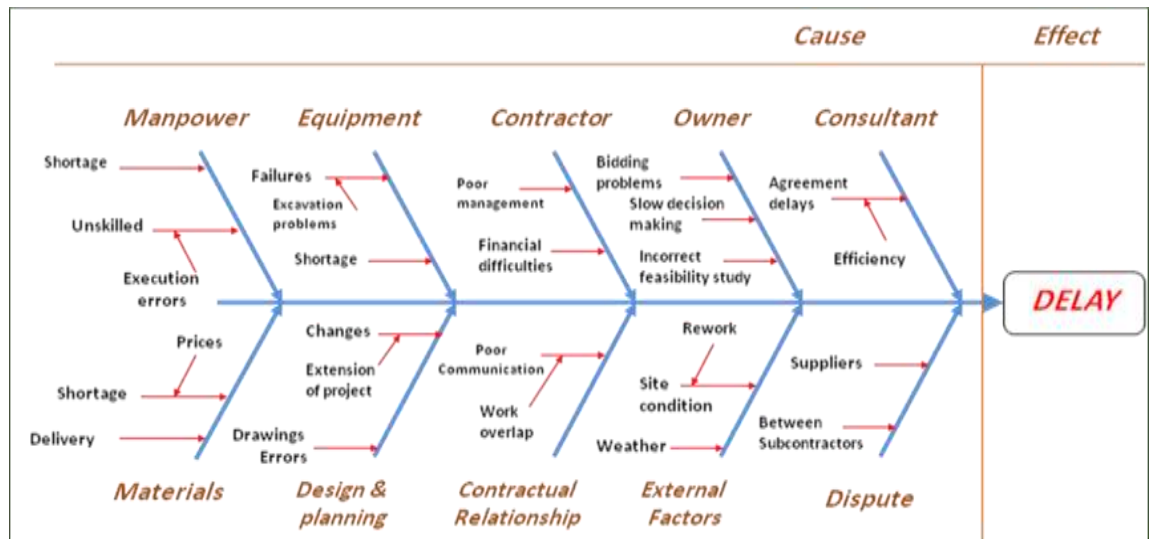 Cause
Effect
Manpower
Equipment
Contractor
Owner
Consultant
Shortage
Unskilled
Execution
errors
Failures
Excavation
problems
Shortage
Poor
management
Financial
difficulties
Bidding
problems
Slow decision
making
Incorrect
feasibility study
Agreement
delays
Efficiency
DELAY
Prices
Shortage
Delivery
Changes
Extension
of project
Drawings
Errors
Poor
Communication
Work
overlap
Rework
Site
condition
Weather
Suppliers
Between
Subcontractors
Materials
Design &
planning
Contractual
Relationship
External
Factors
Dispute